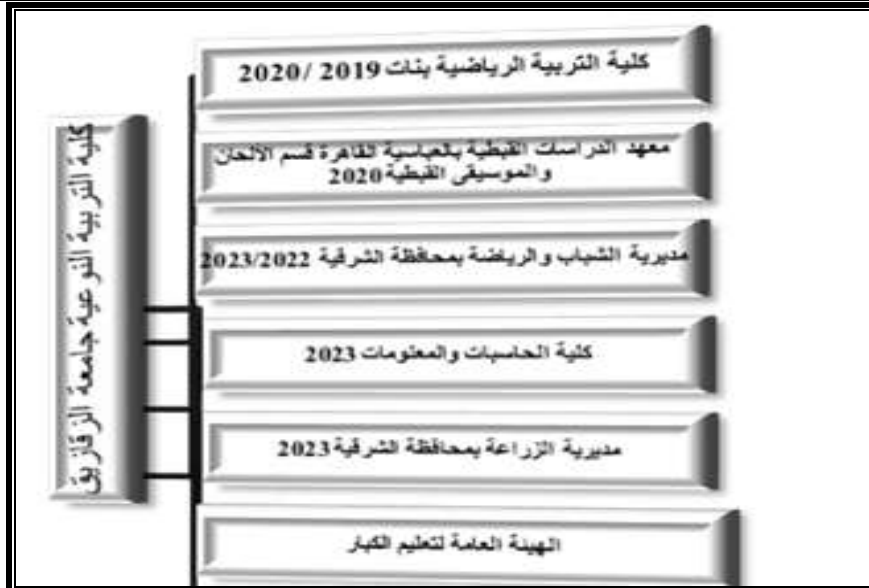 كلية التربية الرياضية بنات 2019 /2020
معهد الدراسات القبطية بالعباسية القاهرة قسم الألحان
والموسيقى القبطية 2020
مديرية الشباب والرياضة بمحافظة الشرقية 2023/2022
كلية الحاسبات والمعلومات 2023
مديرية الزراعة بمحافظة الشرقية 2023
الهيئة العامة لتعليم الكبار
كلية التربية النوعية جامعة الزقازيق